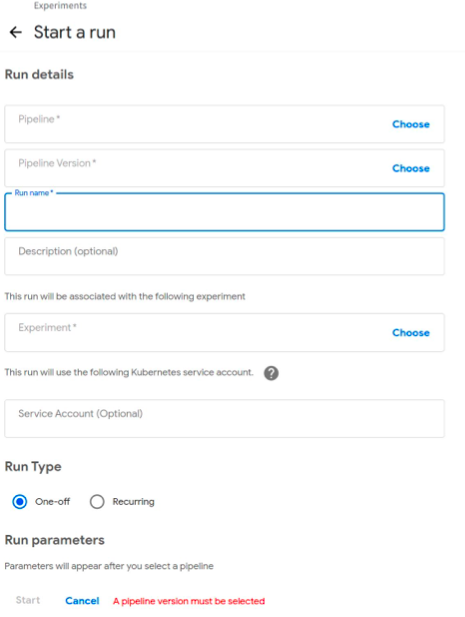 Experiments
Start a run
Run details
Pipeline*
Choose
Pipeline Version*
Choose
Run name*
Description (optional)
This run will be associated with the following experiment
Experiment*
Choose
This run will use the following Kubernetes service account. ?
Service Account (Optional)
Run Type
One-off Recurring
Run parameters
Parameters will appear after you select a pipeline
Start Cancel A pipeline version must be selected